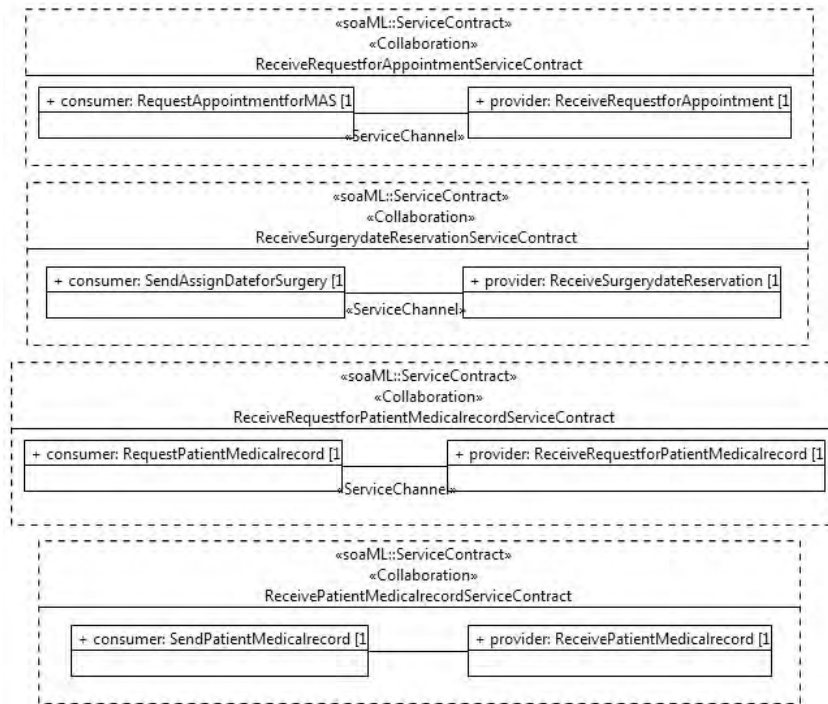 «soaML::ServiceContract»
«Collaboration»
ReceiveRequestforAppointmentServiceContract
+ consumer: RequestAppointmentforMAS [1
+ provider: ReceiveRequestforAppointment [1
«ServiceChannel»
«soaML::ServiceContract»
«Collaboration»
ReceiveSurgerydateReservationServiceContract
+ consumer: SendAssignDateforSurgery [1
+ provider: ReceiveSurgerydateReservation [1
«ServiceChannel»
«soaML::ServiceContract»
«Collaboration»
ReceiveRequestforPatientMedicalrecordServiceContract
+ consumer: RequestPatientMedicalrecord [1
+ provider: ReceiveRequestforPatientMedicalrecord [1
«ServiceChannel»
«soaML::ServiceContract»
«Collaboration»
ReceivePatientMedicalrecordServiceContract
+ consumer: SendPatientMedicalrecord [1
+ provider: ReceivePatientMedicalrecord [1